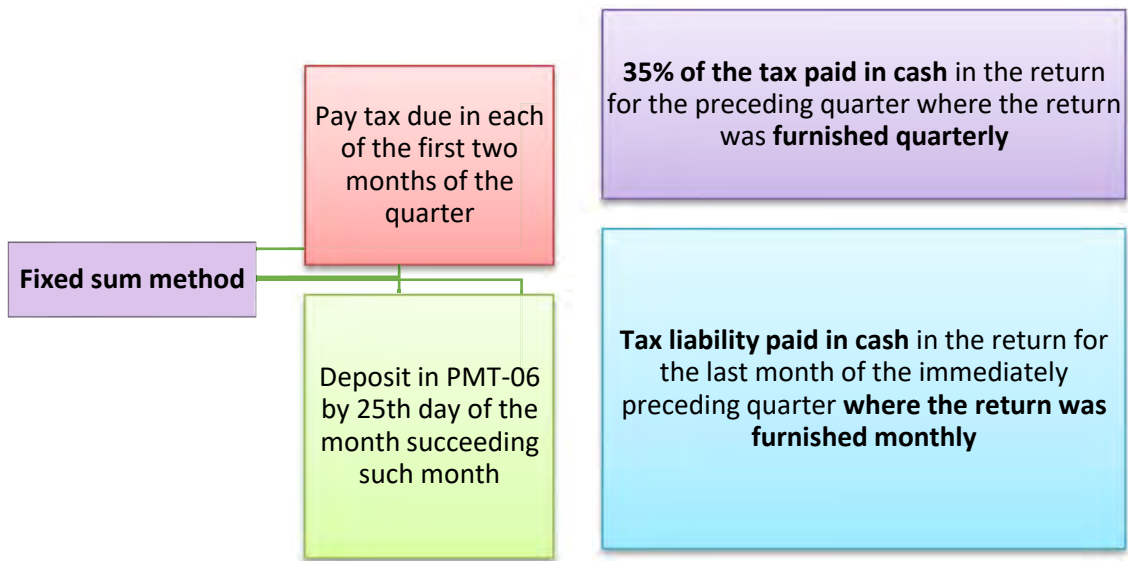 Fixed sum method
Pay tax due in each
of the first two
months of the
quarter
Deposit in PMT-06
by 25th day of the
month succeeding
such month
35% of the tax paid in cash in the return
for the preceding quarter where the return
was furnished quarterly
Tax liability paid in cash in the return for
the last month of the immediately
preceding quarter where the return was
furnished monthly